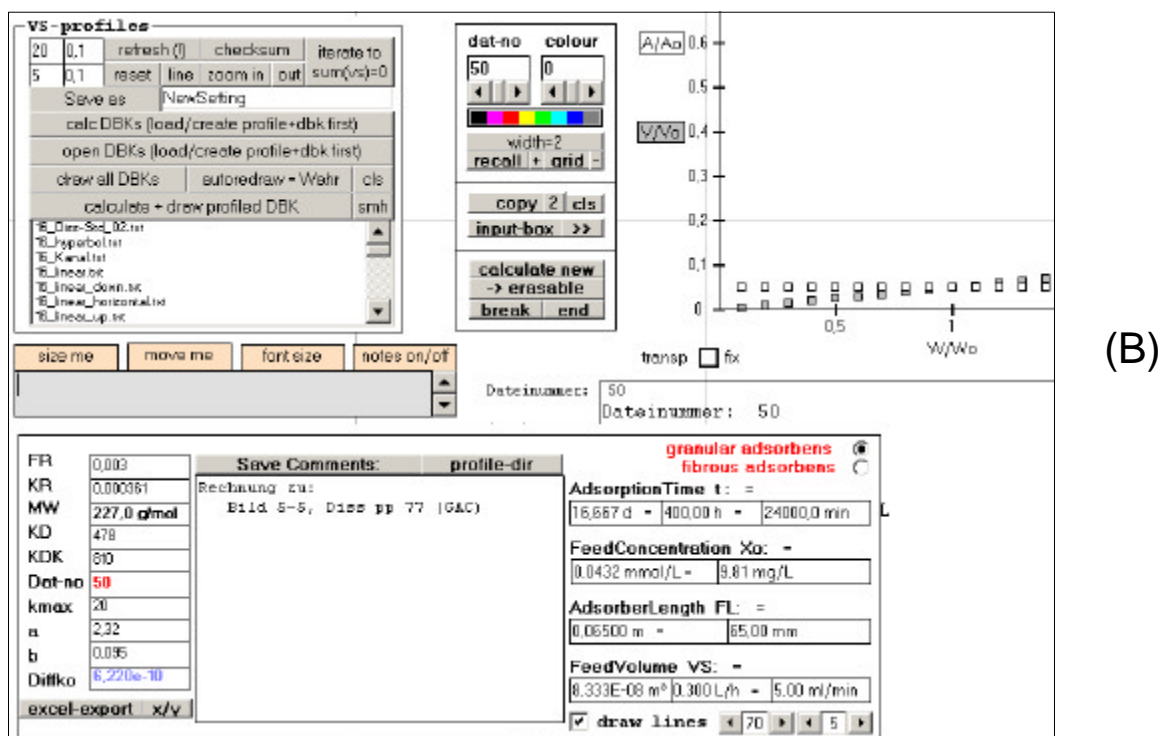 VS-profiles
20 0,1 refresh (!) checksum iterate to
5 0,1 reset line zoom in out sum(vs)=0
Save as NewSetting
calc DBKs (load/create profile+dbk first)
open DBKs (load/create profile+dbk first)
draw all DBKs autoredraw = Wahr cls
calculate + draw profiled DBK smh
16_Diss-Std_02.txt
16_hyperbol.txt
16_Kanal.txt
16_linear.txt
16_linear_down.txt
16_linear_horizontal.txt
16_linear_up.txt
dat-no colour
50 0
width=2
recall + grid -
copy 2 cls
input-box >>
calculate new
-> erasable
break end
A/Ao 0.6
0.5
V/Vo 0,4
0,3
0,2
0,1
0
0,5 1
W/Wo
transp fix
size me move me font size notes on/off
Dateinummer: 50
Dateinummer: 50
(B)
FR 0,003
KR 0.000361
MW 227,0 g/mol
KD 478
KDK 810
Dat-no 50
kmax 20
a 2,32
b 0.095
Diffko 6,220e-10
excel-export x/y
Save Comments: profile-dir
Rechnung zu:
Bild 5-5, Diss pp 77 (GAC)
granular adsorbens
fibrous adsorbens
AdsorptionTime t: =
16,667 d = 400,00 h = 24000,0 min L
FeedConcentration Xo: =
0.0432 mmol/L = 9.81 mg/L
AdsorberLength FL: =
0,06500 m = 65,00 mm
FeedVolume VS: =
8.333E-08 m³ 0.300 L/h = 5.00 ml/min
draw lines 70 5